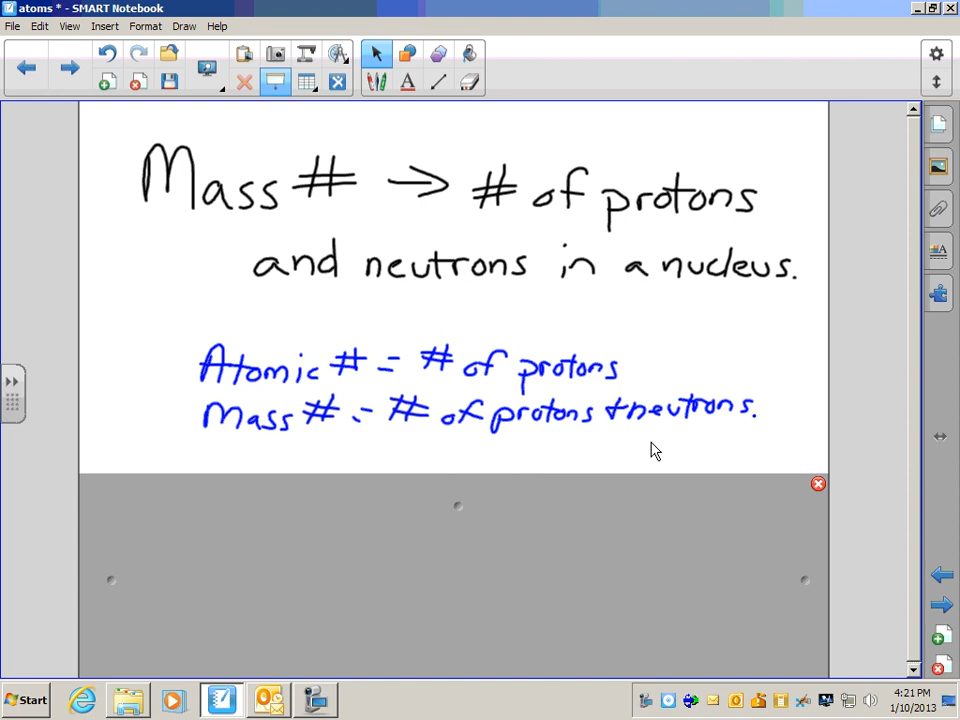 atoms * - SMART Notebook
File Edit View Insert Format Draw Help
Mass # → # of protons
and neutrons in a nucleus.
Atomic # = # of protons
Mass # = # of protons + neutrons.
Start
4:21 PM
1/10/2013